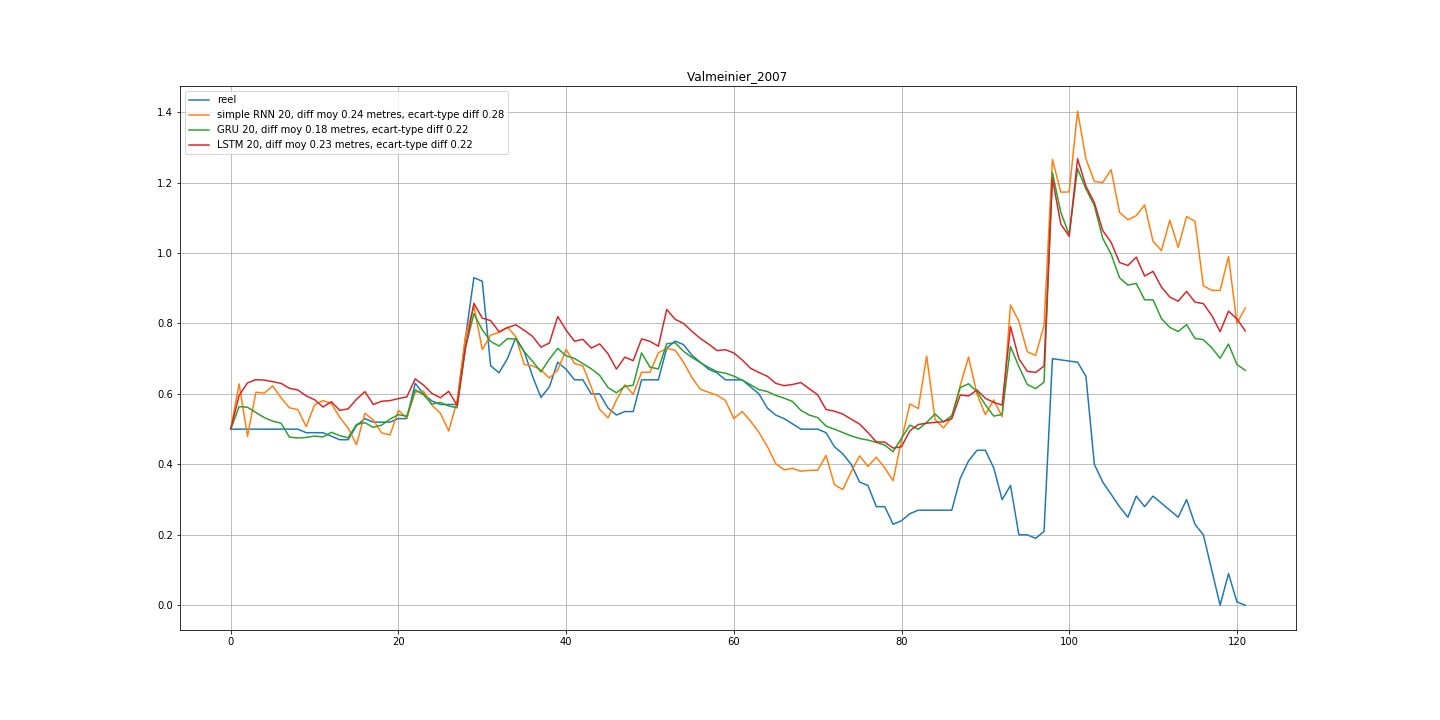 Valmeinier_2007
reel
simple RNN 20, diff moy 0.24 metres, ecart-type diff 0.28
GRU 20, diff moy 0.18 metres, ecart-type diff 0.22
LSTM 20, diff moy 0.23 metres, ecart-type diff 0.22
1.4
1.2
1.0
0.8
0.6
0.4
0.2
0.0
0 20 40 60 80 100 120